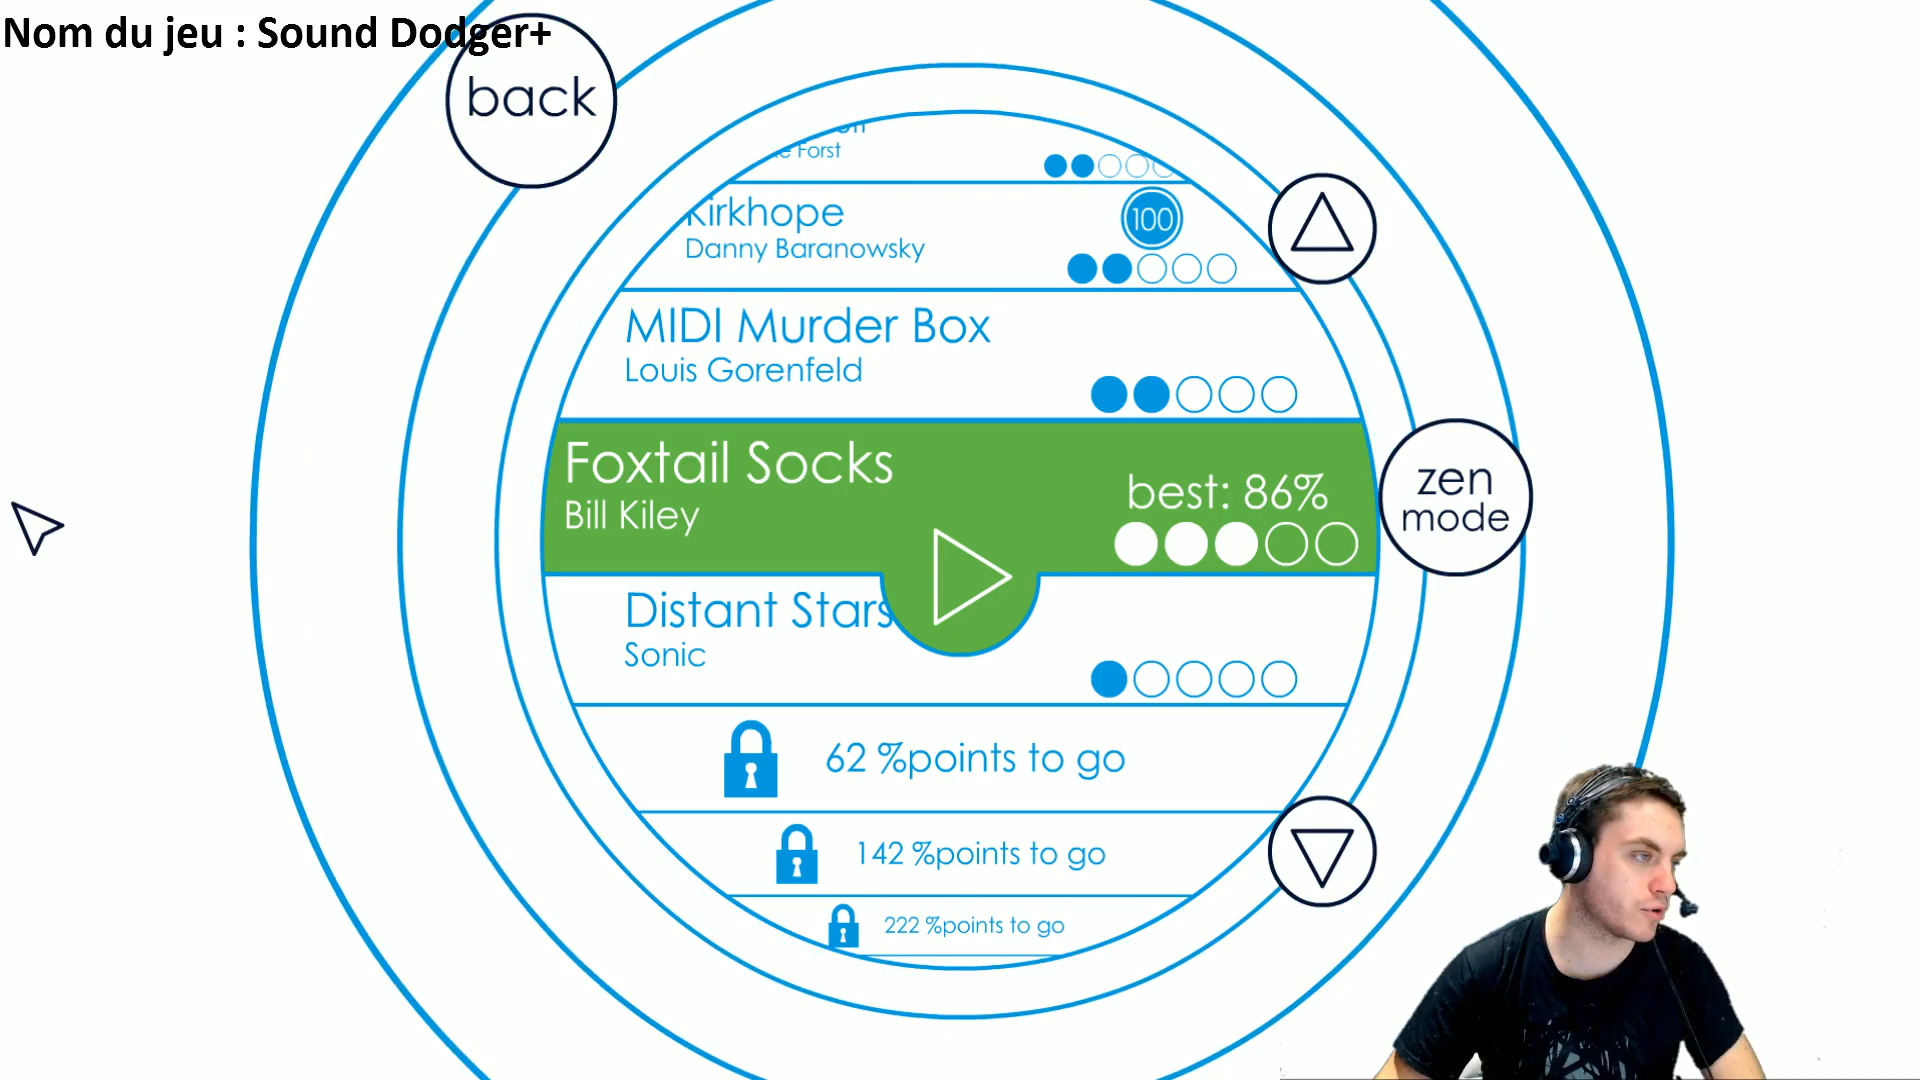 Nom du jeu : Sound Dodger+
back
Forst
Kirkhope
100
Danny Baranowsky
MIDI Murder Box
Louis Gorenfeld
Foxtail Socks
Bill Kiley
best: 86%
zen
mode
Distant Stars
Sonic
62 %points to go
142 %points to go
222 %points to go